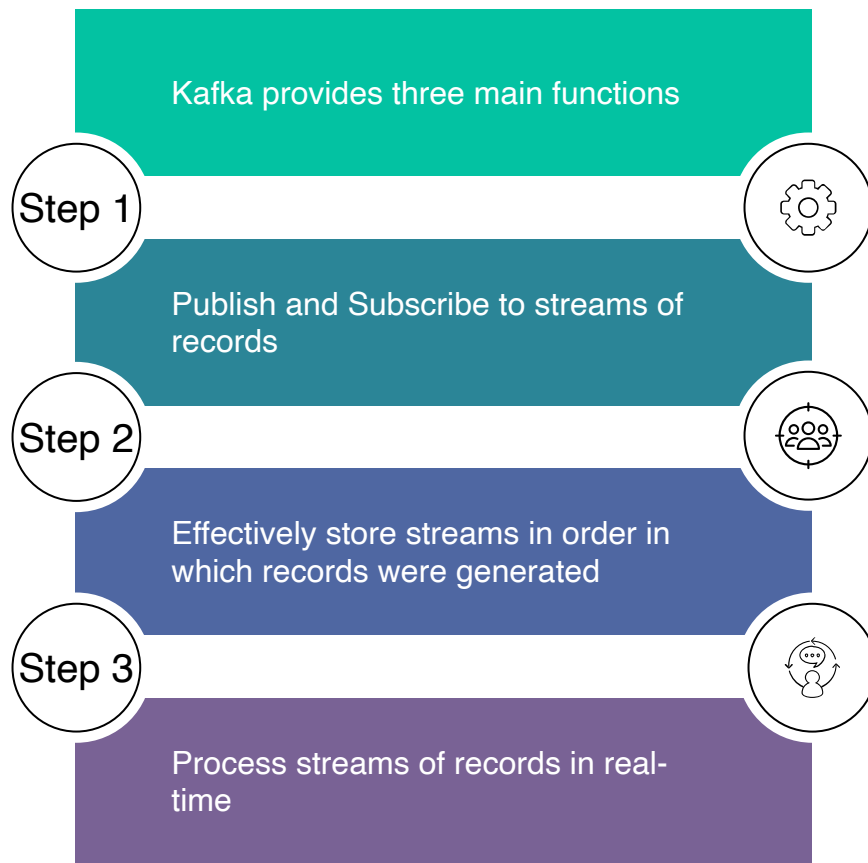 Kafka provides three main functions
Step 1
Publish and Subscribe to streams of
records
Step 2
Effectively store streams in order in
which records were generated
Step 3
Process streams of records in real-
time